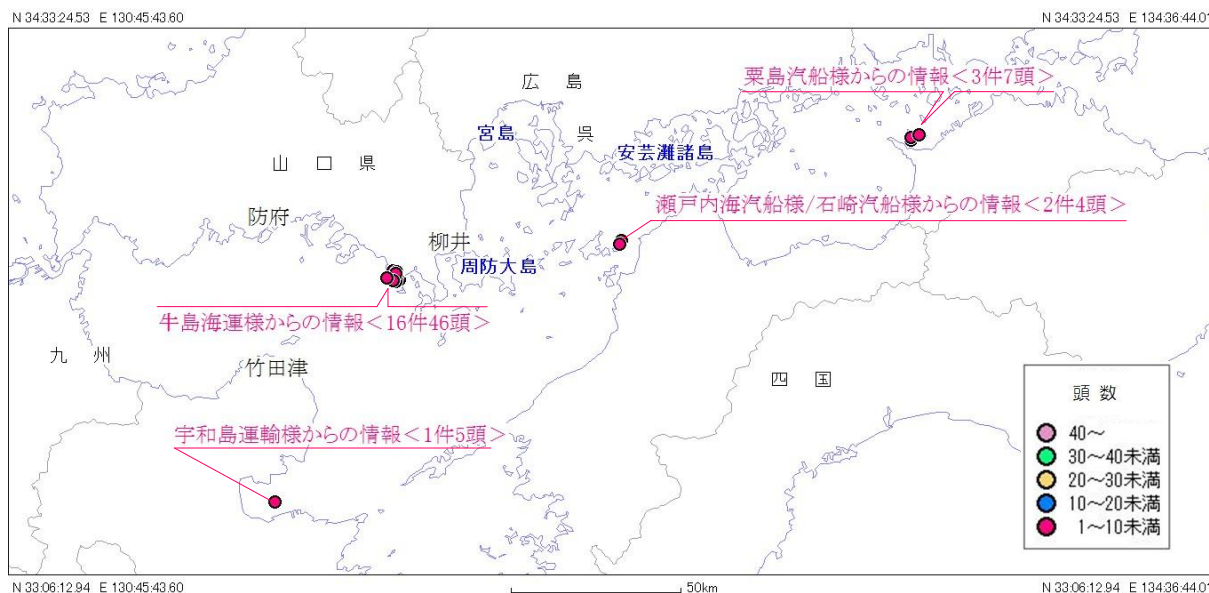 N 34:33:24.53 E 130:45:43.60
N 34:33:24.53 E 134:36:44.01
粟島汽船様からの情報<3件7頭>
広島
宮島
呉
安芸灘諸島
山口県
瀬戸内海汽船様/石崎汽船様からの情報<2件4頭>
防府
柳井
周防大島
牛島海運様からの情報<16件46頭>
九州
竹田津
四国
頭数
宇和島運輸様からの情報<1件5頭>
40~
30~40未満
20~30未満
10~20未満
1~10未満
N 33:06:12.94 E 130:45:43.60
50km
N 33:06:12.94 E 134:36:44.01